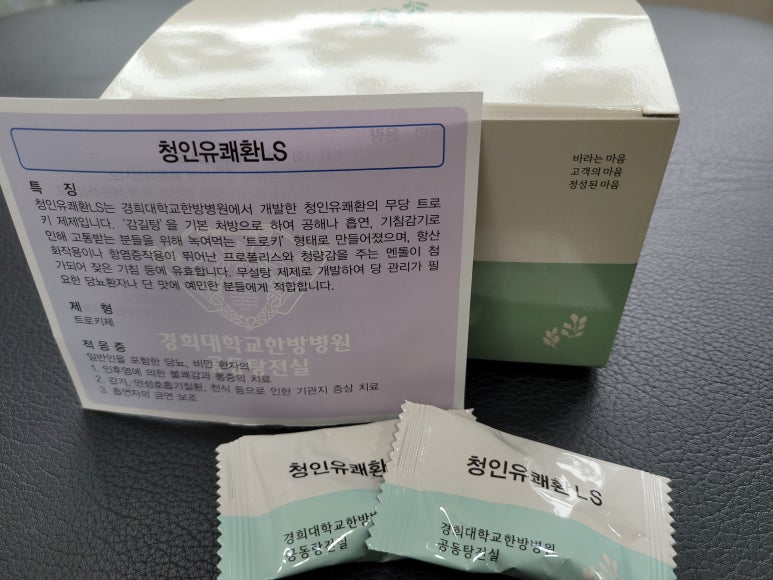 청인유쾌환LS
특 징
청인유쾌환LS는 경희대학교한방병원에서 개발한 청인유쾌환의 무당 트로
키 제제입니다. '감길탕'을 기본 처방으로 하여 공해나 흡연, 기침감기로
인해 고통받는 분들을 위해 녹여먹는 '트로키' 형태로 만들어졌으며, 항산
화작용이나 항염증작용이 뛰어난 프로폴리스와 청량감을 주는 멘톨이 첨
가되어 잦은 기침 등에 유효합니다. 무설탕 제제로 개발하여 당 관리가 필
요한 당뇨환자나 단 맛에 예민한 분들에게 적합합니다.
제 형
트로키제
경희대학교한방병원
공동탕전실
적응증
일반인을 포함한 당뇨, 비만 환자의
1. 인후염에 의한 불쾌감과 통증의 치료
2. 감기, 만성호흡기질환, 천식 등으로 인한 기관지 증상 치료
3. 흡연자의 금연 보조
바라는 마음
고객의 마음
정성된 마음
청인유쾌환
경희대학교한방병
공동탕전실
청인유쾌환LS
경희대학교한방병원
공동탕전실